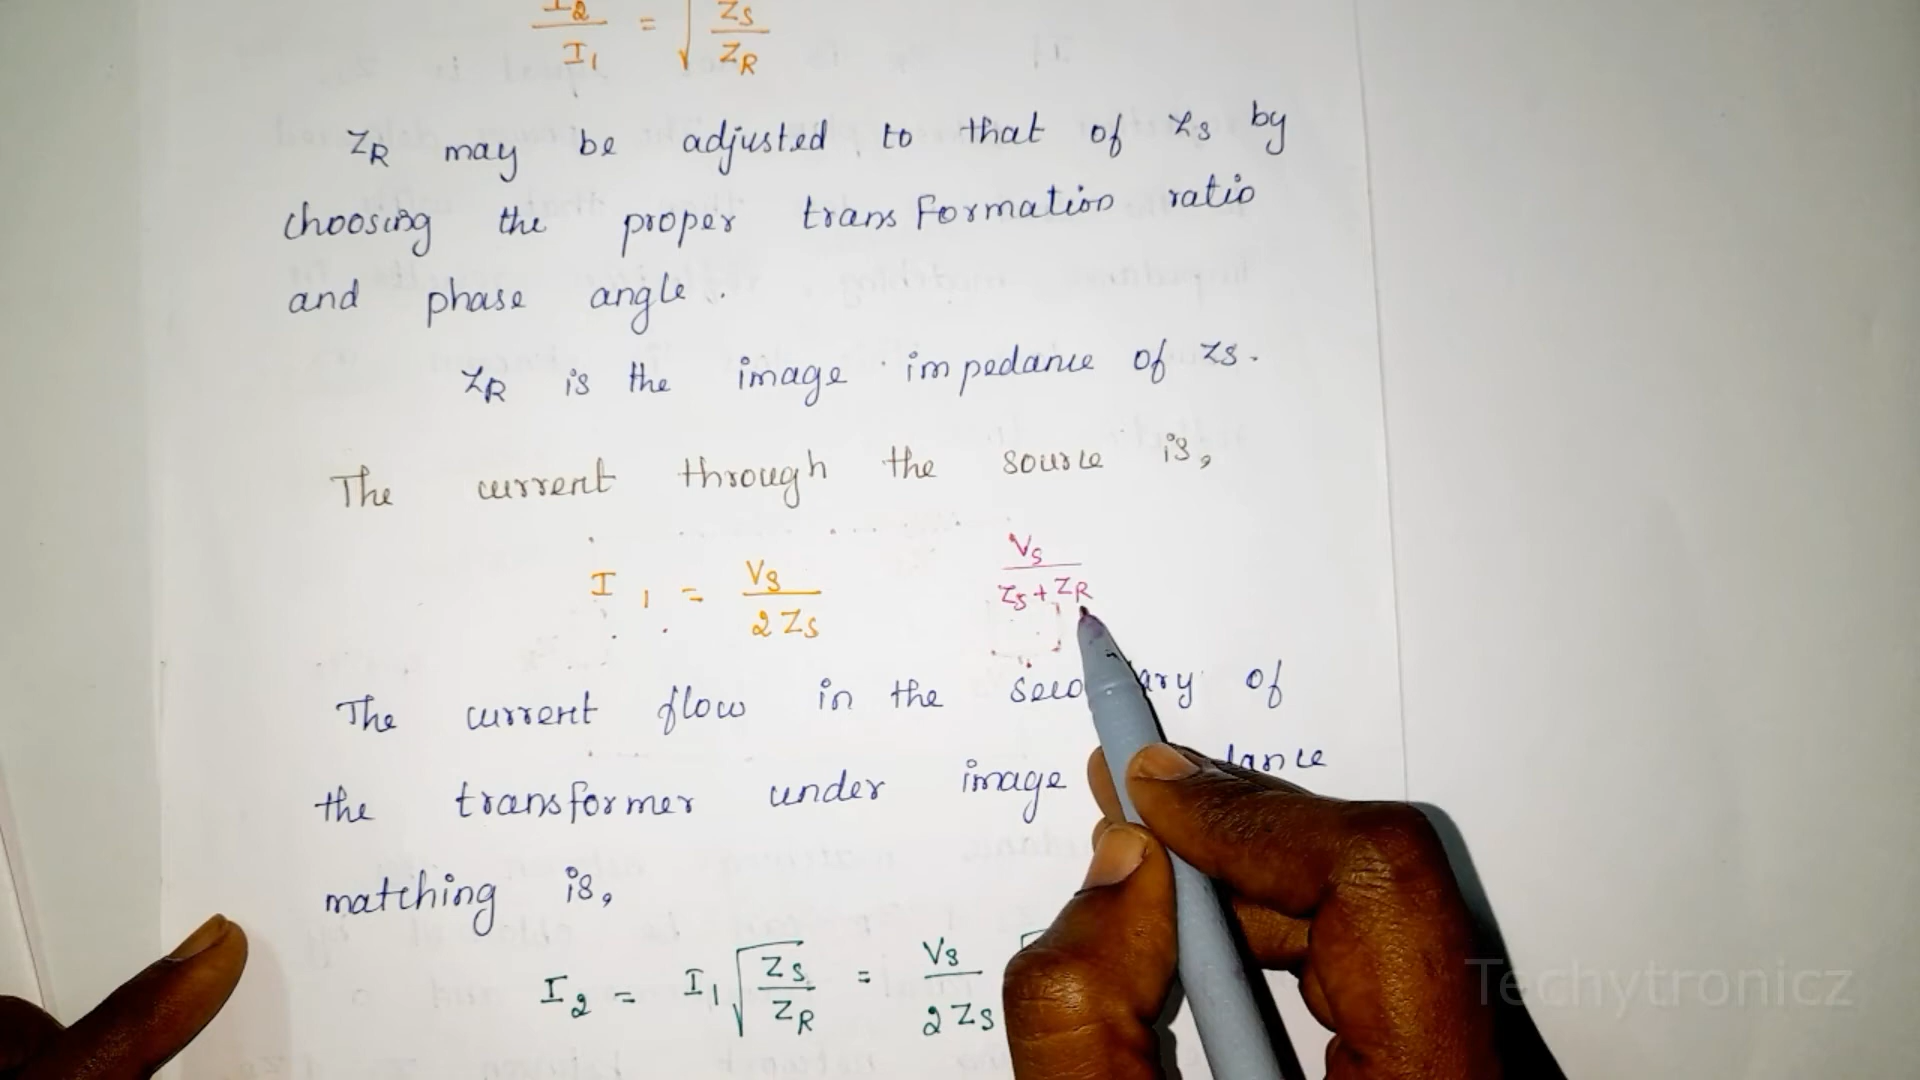 I2/I1 = √(ZS/ZR)
ZR may be adjusted to that of ZS by
choosing the proper transFormation ratio
and phase angle.
ZR is the image impedance of ZS.
The current through the source is,
I1 = VS/2ZS VS/ZS+ZR
The current flow in the of
the transformer under image
matching is,
I2 = I1√(ZS/ZR) = VS/2ZS
Techytronicz